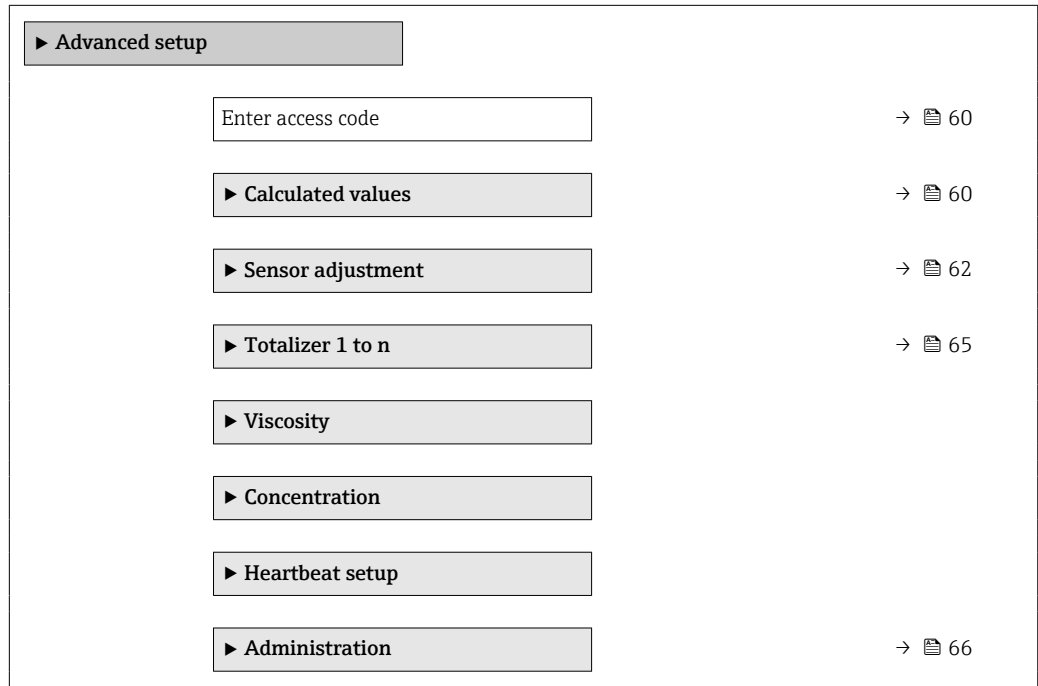 ► Advanced setup
Enter access code → 60
► Calculated values → 60
► Sensor adjustment → 62
► Totalizer 1 to n → 65
► Viscosity
► Concentration
► Heartbeat setup
► Administration → 66